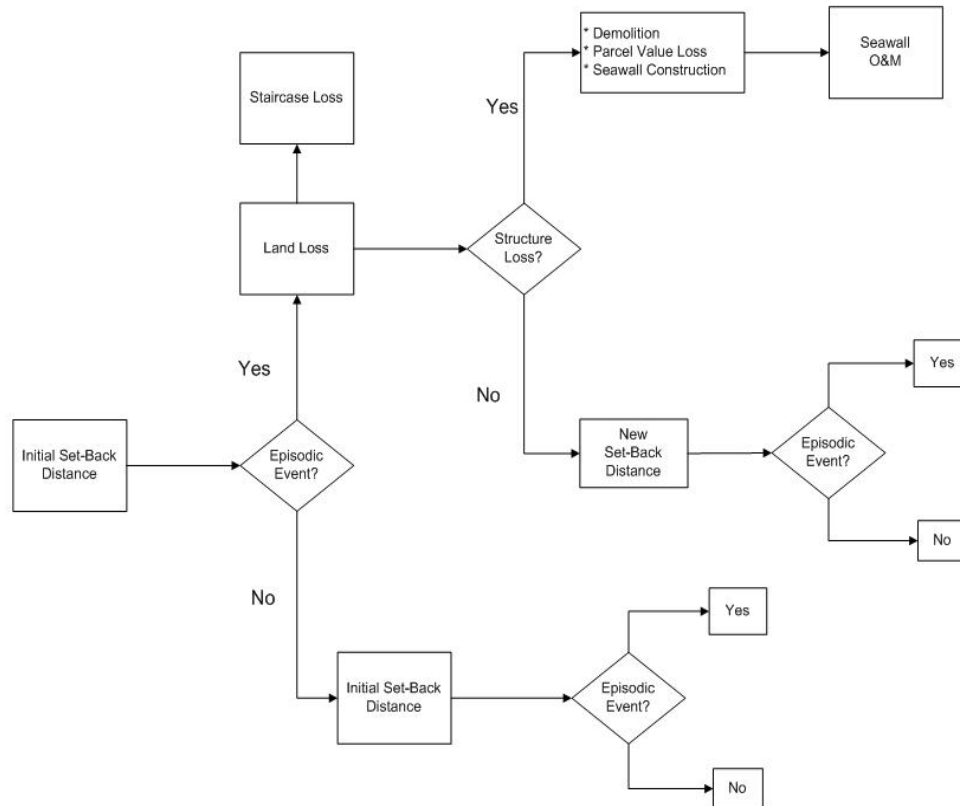 * Demolition
* Parcel Value Loss
* Seawall Construction
Seawall
O&M
Staircase Loss
Yes
Land Loss
Structure
Loss?
Yes
No
Yes
Initial Set-Back
Distance
Episodic
Event?
New
Set-Back
Distance
Episodic
Event?
No
No
Yes
Initial Set-Back
Distance
Episodic
Event?
No